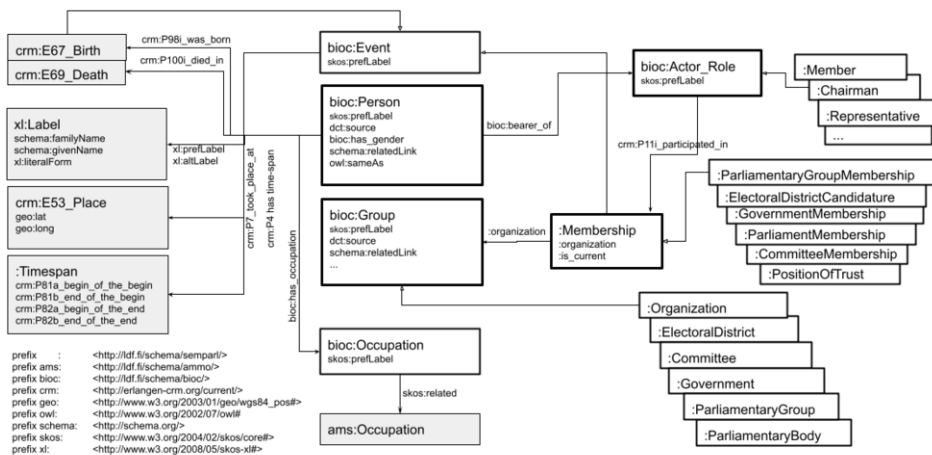 crm:E67_Birth
crm:E69_Death
crm:P98i_was_born
crm:P100i_died_in
xl:Label
schema:familyName
schema:givenName
xl:literalForm
xl:prefLabel
xl:altLabel
crm:E53_Place
geo:lat
geo:long
:Timespan
crm:P81a_begin_of_the_begin
crm:P81b_end_of_the_begin
crm:P82a_begin_of_the_end
crm:P82b_end_of_the_end
crm:P7_took_place_at
crm:P4 has time-span
bioc:has_occupation
bioc:Event
skos:prefLabel
bioc:Person
skos:prefLabel
dct:source
bioc:has_gender
schema:relatedLink
owl:sameAs
bioc:Group
skos:prefLabel
dct:source
schema:relatedLink
...
bioc:Occupation
skos:prefLabel
skos:related
ams:Occupation
bioc:bearer_of
:organization
bioc:Actor_Role
skos:prefLabel
crm:P11i_participated_in
:Membership
:organization
:is_current
:Member
:Chairman
:Representative
...
:ParliamentaryGroupMembership
:ElectoralDistrictCandidature
:GovernmentMembership
:ParliamentMembership
:CommitteeMembership
:PositionOfTrust
:Organization
:ElectoralDistrict
:Committee
:Government
:ParliamentaryGroup
:ParliamentaryBody
prefix : <http://ldf.fi/schema/semparl/>
prefix ams: <http://ldf.fi/schema/ammo/>
prefix bioc: <http://ldf.fi/schema/bioc/>
prefix crm: <http://erlangen-crm.org/current/>
prefix geo: <http://www.w3.org/2003/01/geo/wgs84_pos#>
prefix owl: <http://www.w3.org/2002/07/owl#
prefix schema: <http://schema.org/>
prefix skos: <http://www.w3.org/2004/02/skos/core#>
prefix xl: <http://www.w3.org/2008/05/skos-xl#>